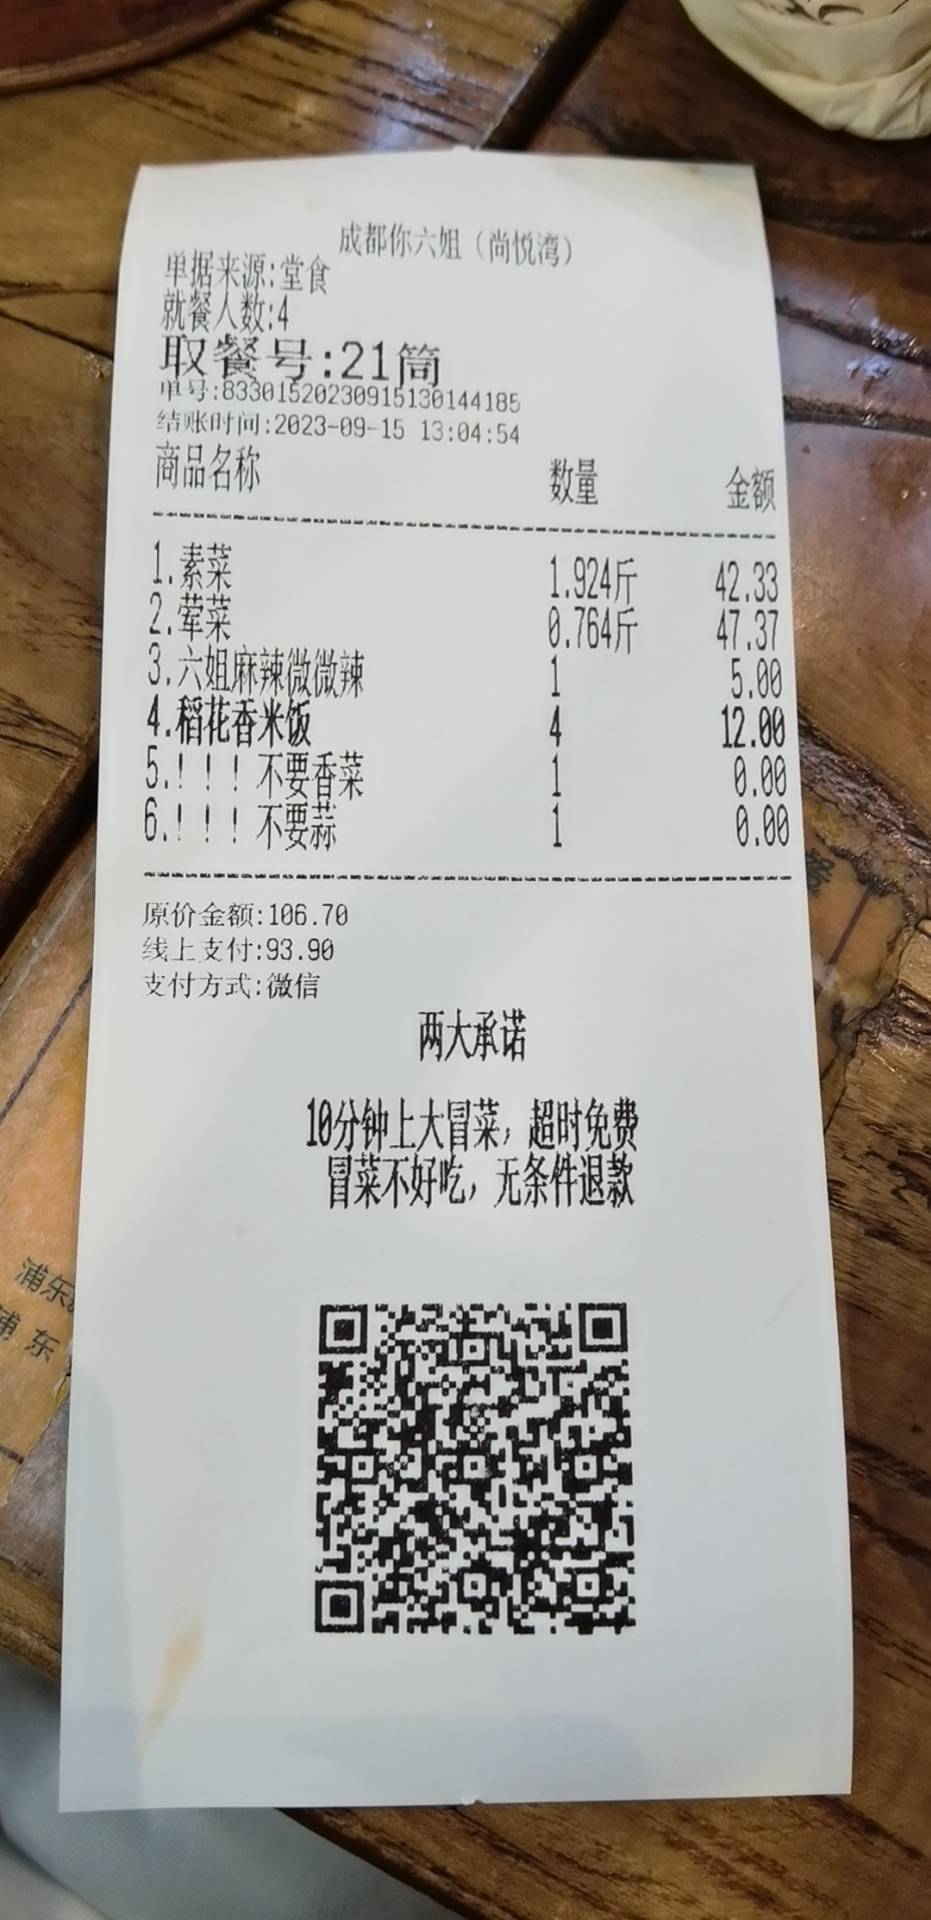 成都你六姐（尚悦湾）
单据来源:堂食
就餐人数:4
取餐号:21筒
单号:83301520230915130144185
结账时间:2023-09-15 13:04:54
商品名称 数量 金额
1.素菜 1.924斤 42.33
2.荤菜 0.764斤 47.37
3.六姐麻辣微微辣 1 5.00
4.稻花香米饭 4 12.00
5.！！！不要香菜 1 0.00
6.！！！不要蒜 1 0.00
原价金额:106.70
线上支付:93.90
支付方式:微信
两大承诺
10分钟上大冒菜，超时免费
冒菜不好吃，无条件退款
浦东
浦东